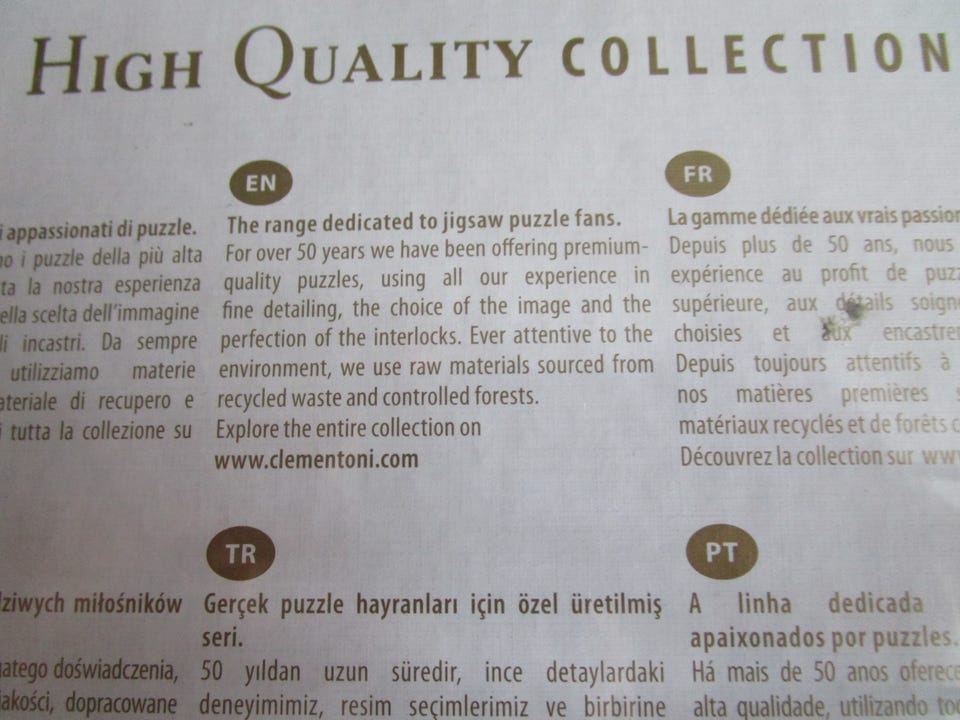 HIGH QUALITY COLLECTION
i appassionati di puzzle.
no i puzzle della più alta
ta la nostra esperienza
ella scelta dell'immagine
li incastri. Da sempre
utilizziamo materie
ateriale di recupero e
i tutta la collezione su
EN
The range dedicated to jigsaw puzzle fans.
For over 50 years we have been offering premium-
quality puzzles, using all our experience in
fine detailing, the choice of the image and the
perfection of the interlocks. Ever attentive to the
environment, we use raw materials sourced from
recycled waste and controlled forests.
Explore the entire collection on
www.clementoni.com
FR
La gamme dédiée aux vrais passion
Depuis plus de 50 ans, nous
expérience au profit de puzz
supérieure, aux détails soigne
choisies et aux encastrem
Depuis toujours attentifs à
nos matières premières s
matériaux recyclés et de forêts c
Découvrez la collection sur www
dziwych miłośników
gatego doświadczenia,
jakości, dopracowane
TR
Gerçek puzzle hayranları için özel üretilmiş
seri.
50 yıldan uzun süredir, ince detaylardaki
deneyimimiz, resim seçimlerimiz ve birbirine
PT
A linha dedicada
apaixonados por puzzles.
Há mais de 50 anos oferece
alta qualidade, utilizando tod